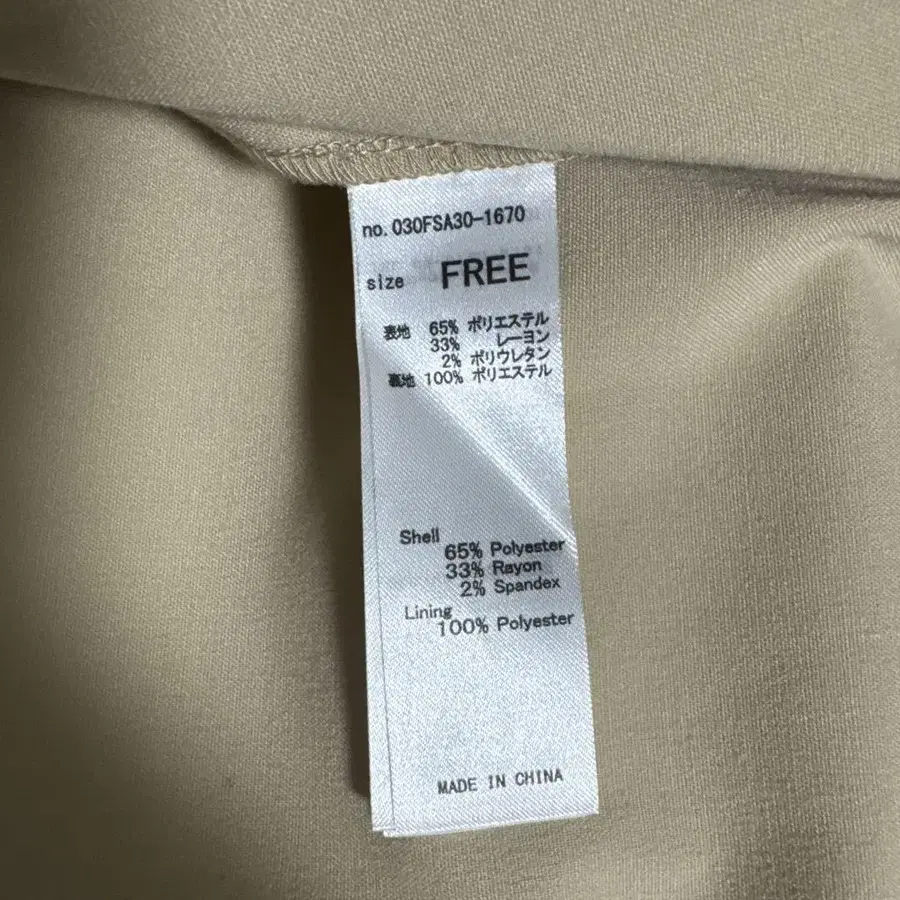 no. 030FSA30-1670
size FREE
表地 65% ポリエステル
33% レーヨン
2% ポリウレタン
裏地 100% ポリエステル
Shell
65% Polyester
33% Rayon
2% Spandex
Lining
100% Polyester
MADE IN CHINA